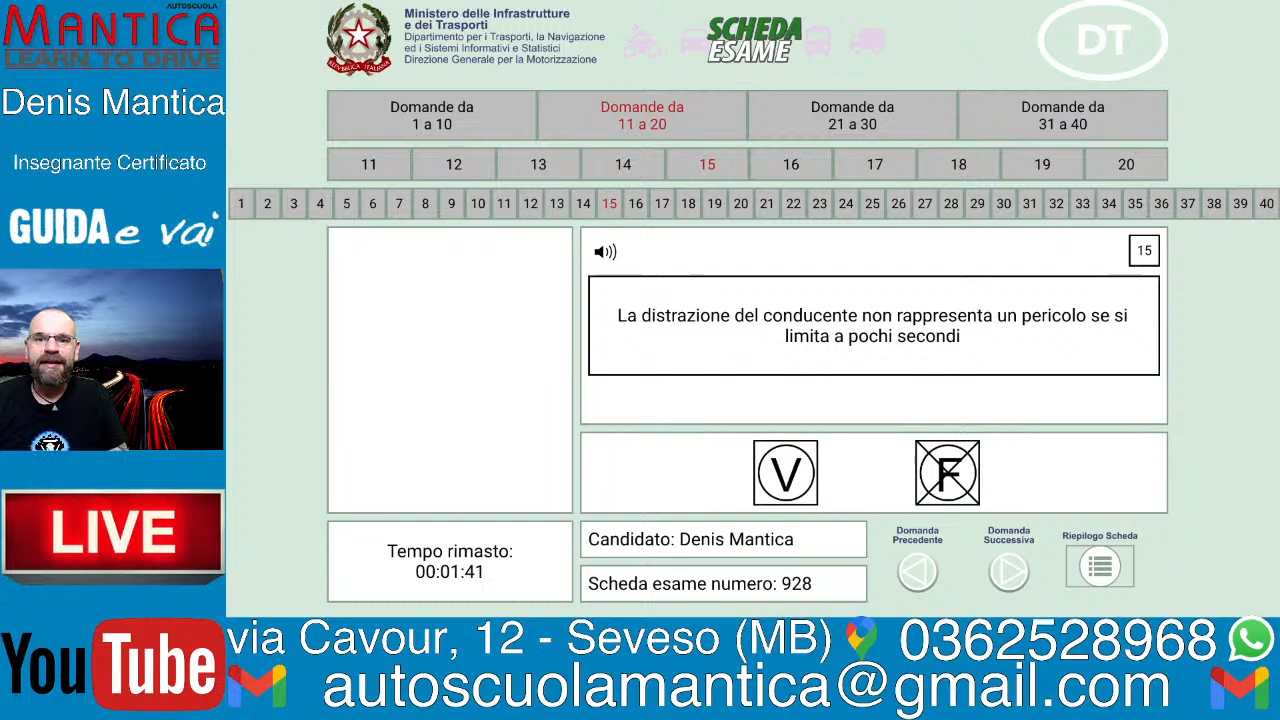 AUTOSCUOLA
MANTICA
LEARN TO DRIVE
Denis Mantica
Insegnante Certificato
GUIDA e vai
LIVE
YouTube
Ministero delle Infrastrutture
e dei Trasporti
Dipartimento per i Trasporti, la Navigazione
ed i Sistemi Informativi e Statistici
Direzione Generale per la Motorizzazione
REPVBBLICA ITALIANA
SCHEDA
ESAME
DT
Domande da
1 a 10
Domande da
11 a 20
Domande da
21 a 30
Domande da
31 a 40
11 12 13 14 15 16 17 18 19 20
1 2 3 4 5 6 7 8 9 10 11 12 13 14 15 16 17 18 19 20 21 22 23 24 25 26 27 28 29 30 31 32 33 34 35 36 37 38 39 40
15
La distrazione del conducente non rappresenta un pericolo se si
limita a pochi secondi
V F
Tempo rimasto:
00:01:41
Candidato: Denis Mantica
Scheda esame numero: 928
Domanda
Precedente
Domanda
Successiva
Riepilogo Scheda
via Cavour, 12 - Seveso (MB) 0362528968
autoscuolamantica@gmail.com